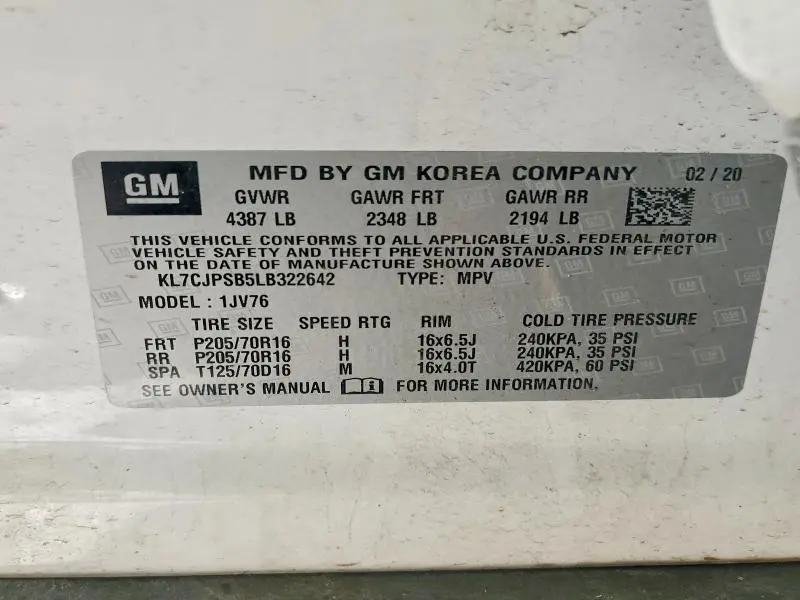 GM MFD BY GM KOREA COMPANY 02 / 20
GVWR GAWR FRT GAWR RR
4387 LB 2348 LB 2194 LB
THIS VEHICLE CONFORMS TO ALL APPLICABLE U.S. FEDERAL MOTOR
VEHICLE SAFETY AND THEFT PREVENTION STANDARDS IN EFFECT
ON THE DATE OF MANUFACTURE SHOWN ABOVE.
KL7CJPSB5LB322642 TYPE: MPV
MODEL : 1JV76
TIRE SIZE SPEED RTG RIM COLD TIRE PRESSURE
FRT P205/70R16 H 16x6.5J 240KPA, 35 PSI
RR P205/70R16 H 16x6.5J 240KPA, 35 PSI
SPA T125/70D16 M 16x4.0T 420KPA, 60 PSI
SEE OWNER'S MANUAL FOR MORE INFORMATION.